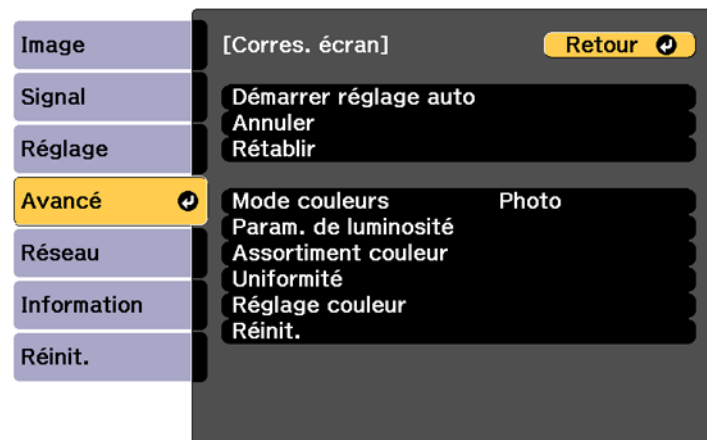 Image
Signal
Réglage
Avancé
Réseau
Information
Réinit.
[Corres. écran]
Retour
Démarrer réglage auto
Annuler
Rétablir
Mode couleurs Photo
Param. de luminosité
Assortiment couleur
Uniformité
Réglage couleur
Réinit.